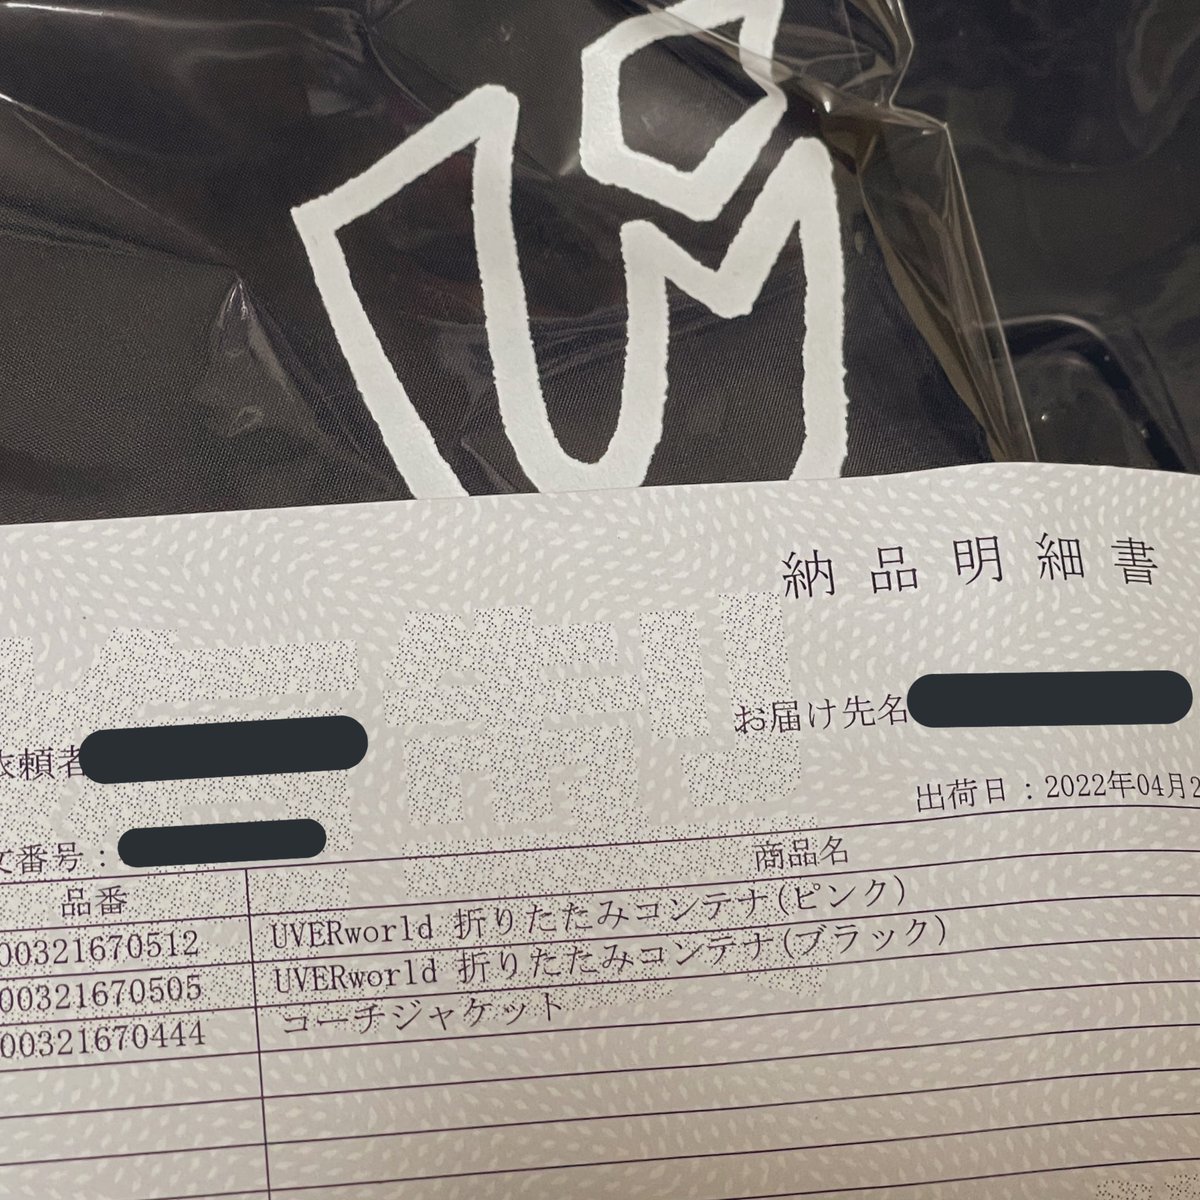 納品明細書
お届け先名
依頼者
出荷日：2022年04月2
文番号：
品番 商品名
00321670512 UVERworld 折りたたみコンテナ(ピンク)
00321670505 UVERworld 折りたたみコンテナ(ブラック)
00321670444 コーチジャケット